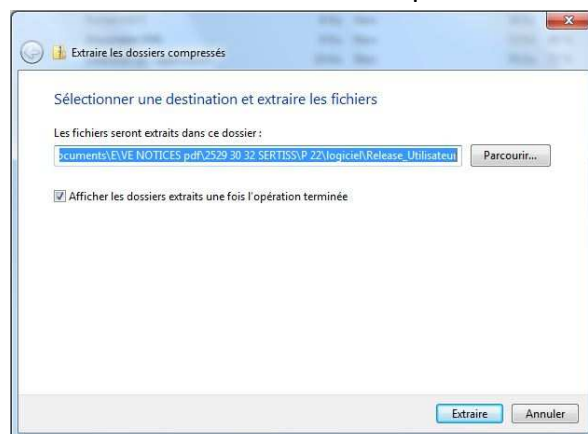 Extraire les dossiers compressés
Sélectionner une destination et extraire les fichiers
Les fichiers seront extraits dans ce dossier :
ocuments\E\VE NOTICES pdf\2529 30 32 SERTISS\P 22\logiciel\Release_Utilisateur Parcourir...
Afficher les dossiers extraits une fois l'opération terminée
Extraire Annuler